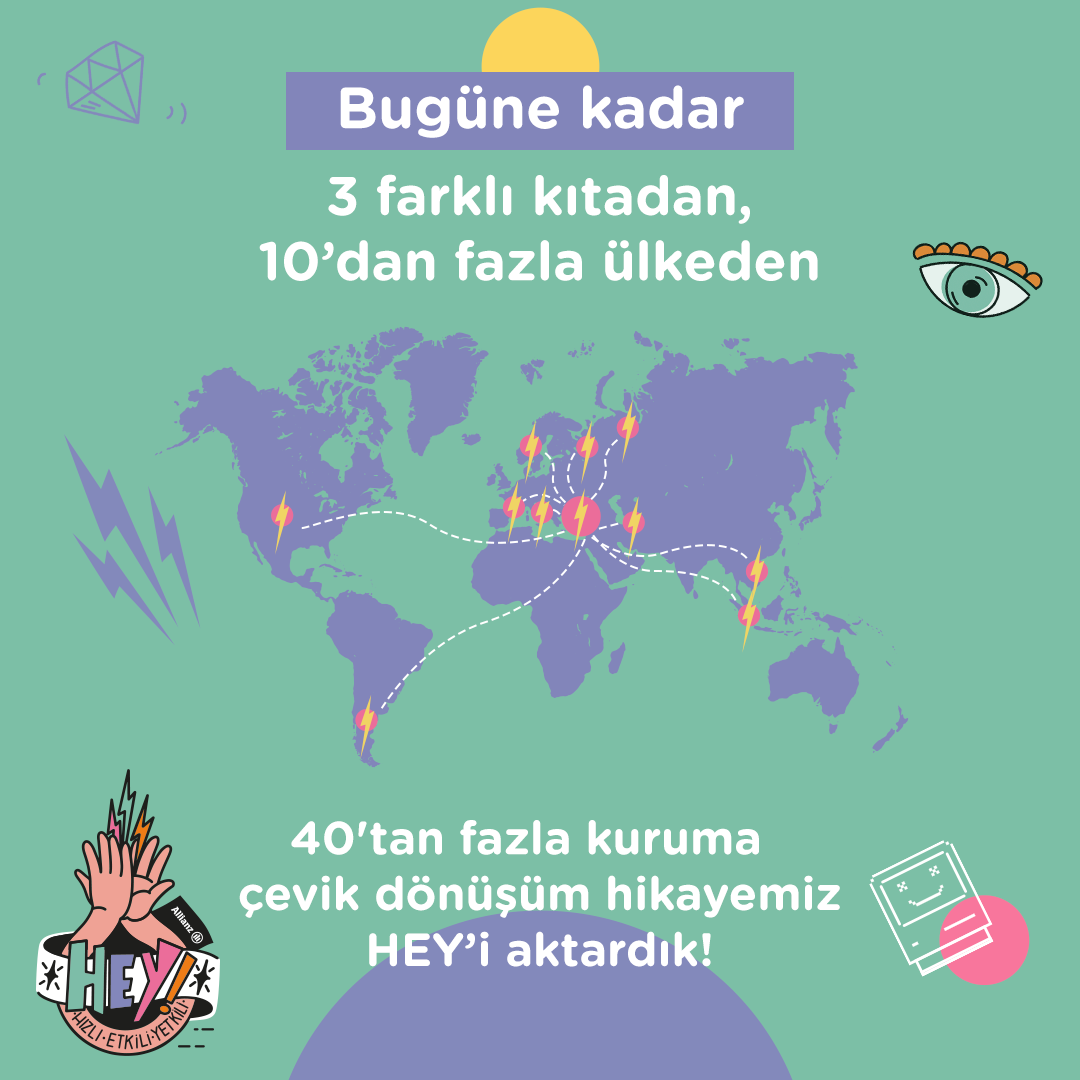 Bugüne kadar
3 farklı kıtadan,
10’dan fazla ülkeden
40'tan fazla kuruma
çevik dönüşüm hikayemiz
HEY’i aktardık!
Allianz
HEY!
HIZLI·ETKİLİ·YETKİLİ·